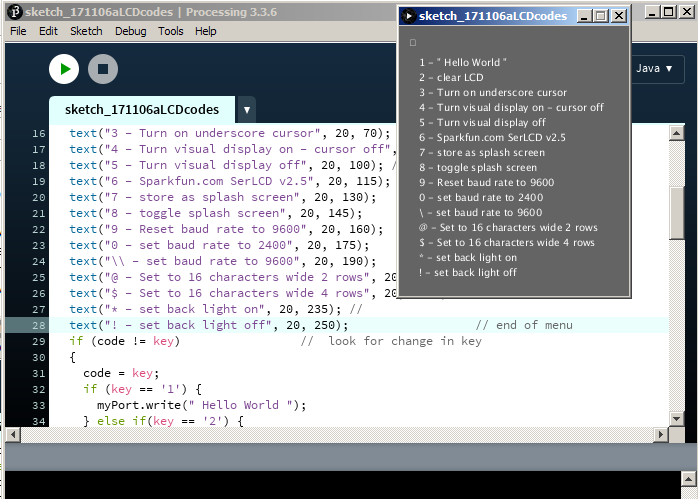 sketch_171106aLCDcodes | Processing 3.3.6
File Edit Sketch Debug Tools Help
Java
sketch_171106aLCDcodes
16 text("3 – Turn on underscore cursor", 20, 70);
17 text("4 – Turn visual display on – cursor off",
18 text("5 – Turn visual display off", 20, 100); /
19 text("6 – Sparkfun.com SerLCD v2.5", 20, 115);
20 text("7 – store as splash screen", 20, 130);
21 text("8 – toggle splash screen", 20, 145);
22 text("9 – Reset baud rate to 9600", 20, 160);
23 text("0 – set baud rate to 2400", 20, 175);
24 text("\\ – set baud rate to 9600", 20, 190);
25 text("@ – Set to 16 characters wide 2 rows", 20
26 text("$ – Set to 16 characters wide 4 rows", 20,
27 text("* – set back light on", 20, 235); //
28 text("! – set back light off", 20, 250); // end of menu
29 if (code != key) // look for change in key
30 {
31 code = key;
32 if (key == '1') {
33 myPort.write(" Hello World ");
34 } else if(key == '2') {
sketch_171106aLCDcodes
1 – " Hello World "
2 – clear LCD
3 – Turn on underscore cursor
4 – Turn visual display on – cursor off
5 – Turn visual display off
6 – Sparkfun.com SerLCD v2.5
7 – store as splash screen
8 – toggle splash screen
9 – Reset baud rate to 9600
0 – set baud rate to 2400
\ – set baud rate to 9600
@ – Set to 16 characters wide 2 rows
$ – Set to 16 characters wide 4 rows
* – set back light on
! – set back light off